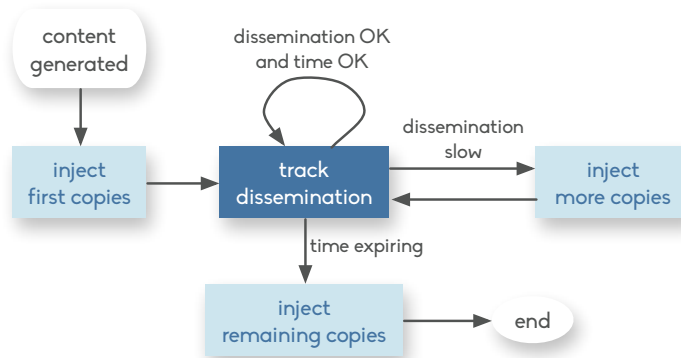 content
generated
dissemination OK
and time OK
dissemination
slow
inject
first copies
track
dissemination
inject
more copies
time expiring
inject
remaining copies
end